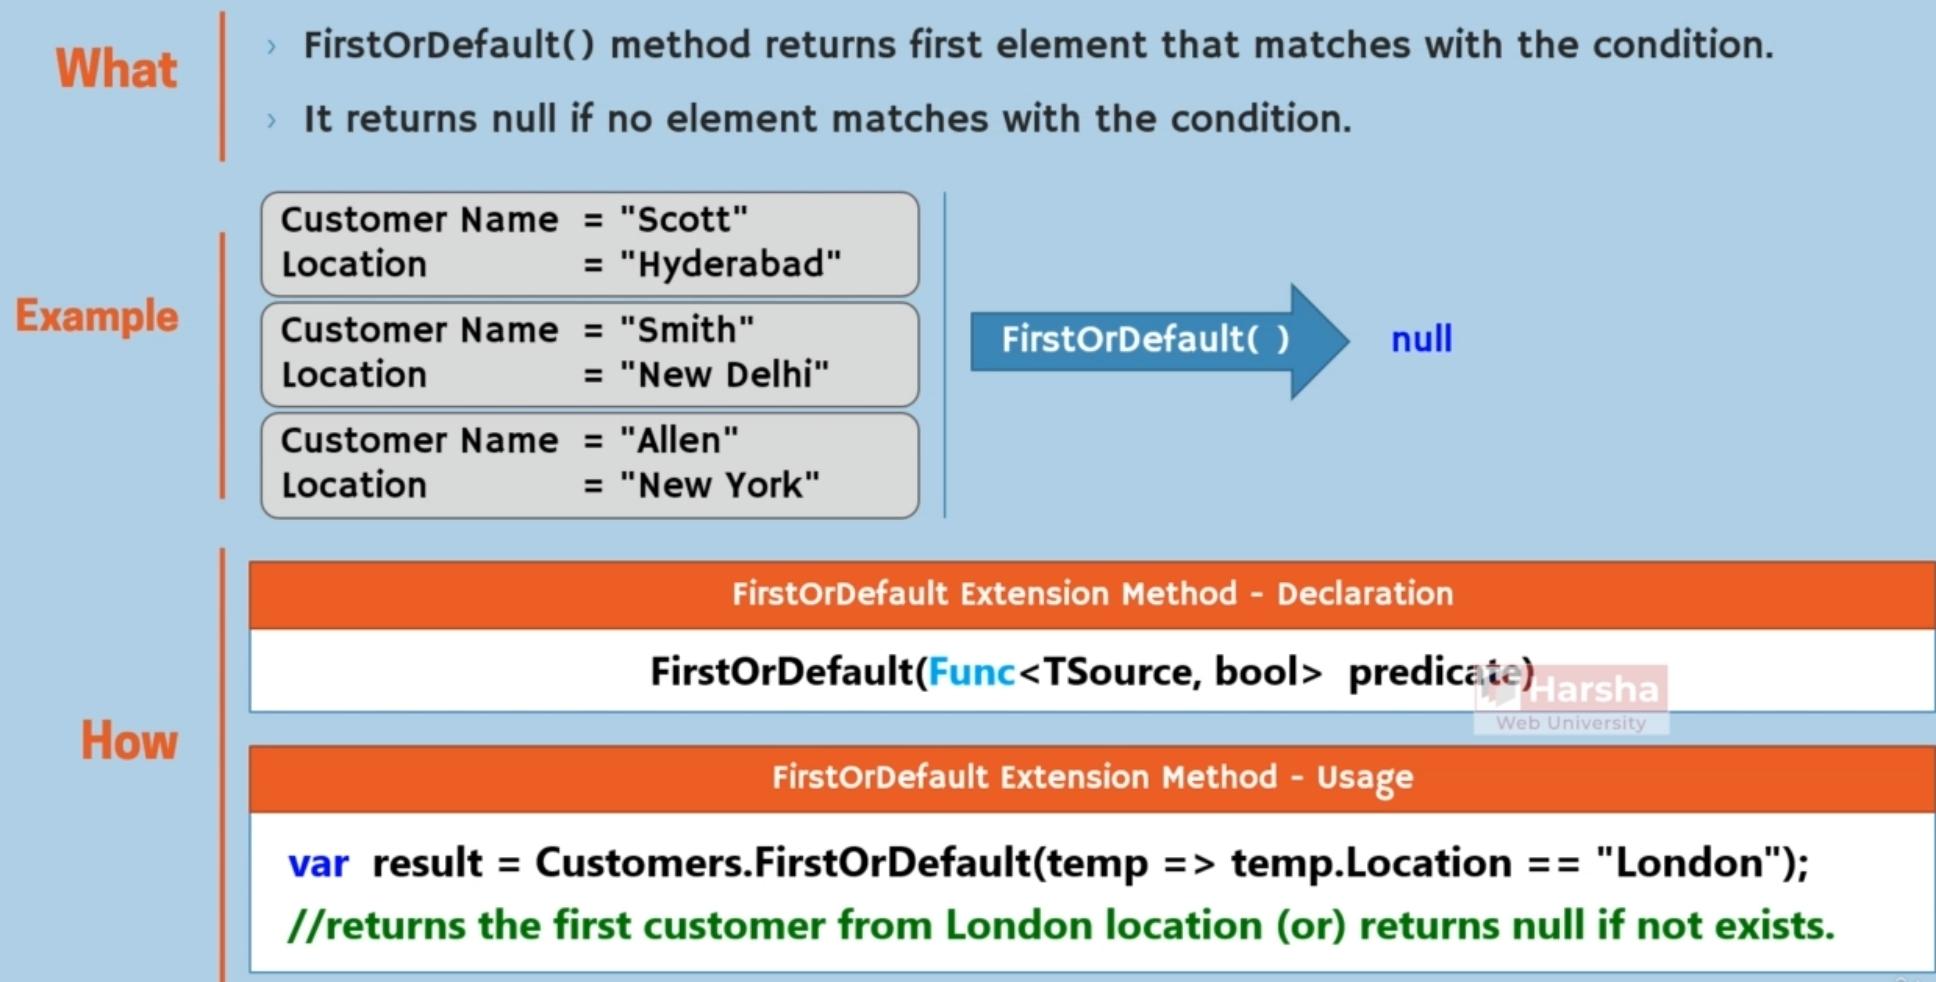 What
› FirstOrDefault() method returns first element that matches with the condition.
› It returns null if no element matches with the condition.
Example
Customer Name = "Scott"
Location = "Hyderabad"
Customer Name = "Smith"
Location = "New Delhi"
Customer Name = "Allen"
Location = "New York"
FirstOrDefault( )
null
How
FirstOrDefault Extension Method - Declaration
FirstOrDefault(Func<TSource, bool> predicate)
Harsha
Web University
FirstOrDefault Extension Method - Usage
var result = Customers.FirstOrDefault(temp => temp.Location == "London");
//returns the first customer from London location (or) returns null if not exists.